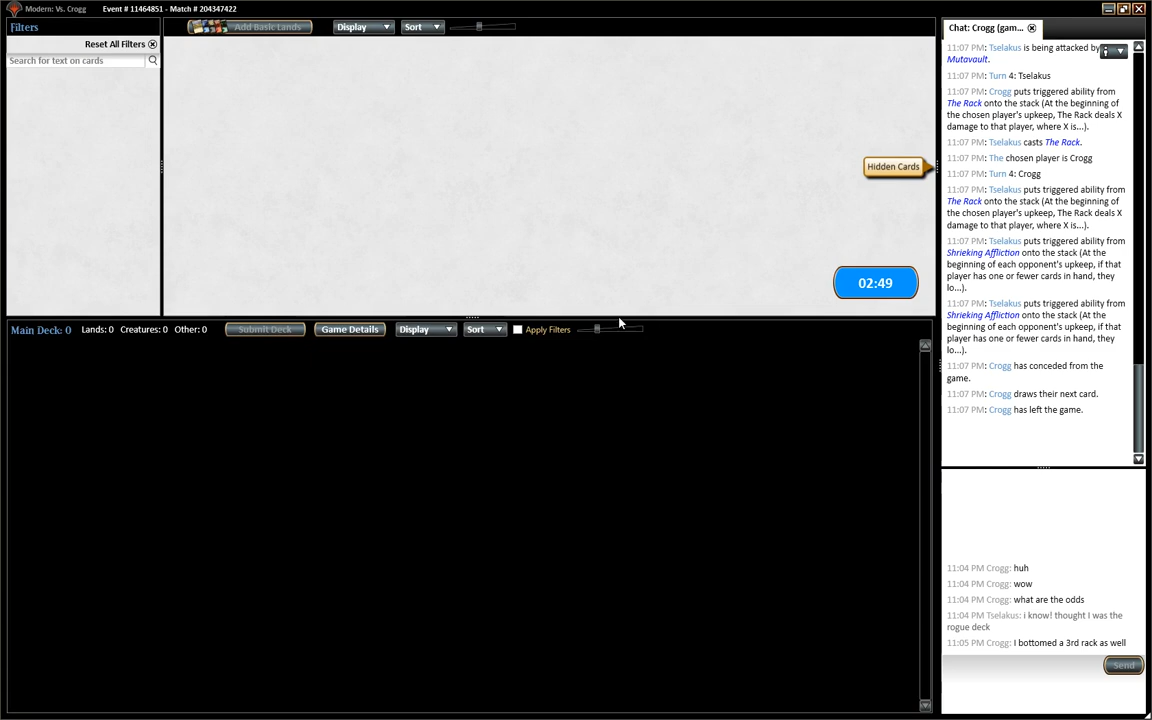 Modern: Vs. Crogg Event # 11464851 - Match # 204347422
Filters
Reset All Filters
Search for text on cards
Add Basic Lands Display Sort
Hidden Cards
02:49
Main Deck: 0 Lands: 0 Creatures: 0 Other: 0 Submit Deck Game Details Display Sort Apply Filters
Chat: Crogg (gam...
11:07 PM: Tselakus is being attacked by
Mutavault.
11:07 PM: Turn 4: Tselakus
11:07 PM: Crogg puts triggered ability from
The Rack onto the stack (At the beginning
of the chosen player's upkeep, The Rack deals X
damage to that player, where X is...).
11:07 PM: Tselakus casts The Rack.
11:07 PM: The chosen player is Crogg
11:07 PM: Turn 4: Crogg
11:07 PM: Tselakus puts triggered ability from
The Rack onto the stack (At the beginning of
the chosen player's upkeep, The Rack deals X
damage to that player, where X is...).
11:07 PM: Tselakus puts triggered ability from
Shrieking Affliction onto the stack (At the
beginning of each opponent's upkeep, if that
player has one or fewer cards in hand, they
lo...).
11:07 PM: Tselakus puts triggered ability from
Shrieking Affliction onto the stack (At the
beginning of each opponent's upkeep, if that
player has one or fewer cards in hand, they
lo...).
11:07 PM: Crogg has conceded from the
game.
11:07 PM: Crogg draws their next card.
11:07 PM: Crogg has left the game.
11:04 PM Crogg: huh
11:04 PM Crogg: wow
11:04 PM Crogg: what are the odds
11:04 PM Tselakus: i know! thought I was the
rogue deck
11:05 PM Crogg: I bottomed a 3rd rack as well
Send